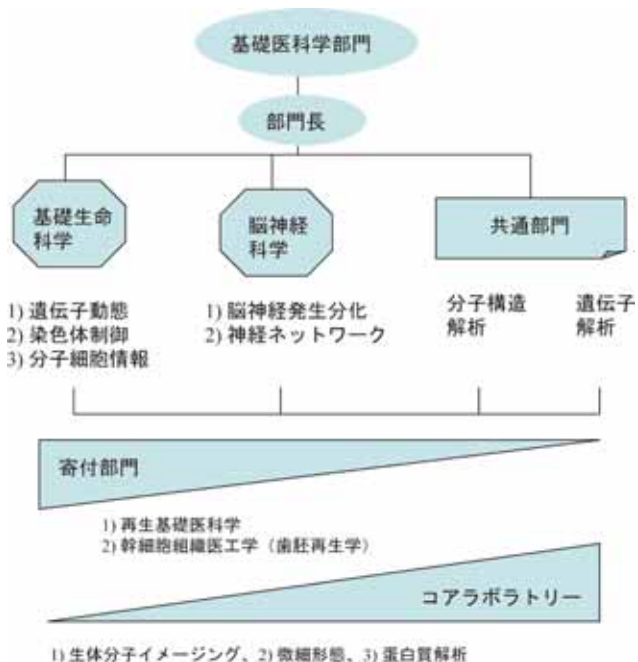 基礎医科学部門
部門長
基礎生命
科学
脳神経
科学
共通部門
1) 遺伝子動態
2) 染色体制御
3) 分子細胞情報
1) 脳神経発生分化
2) 神経ネットワーク
分子構造
解析
遺伝子
解析
寄付部門
1) 再生基礎医科学
2) 幹細胞組織医工学（歯胚再生学）
コアラボラトリー
1) 生体分子イメージング、2) 微細形態、3) 蛋白質解析